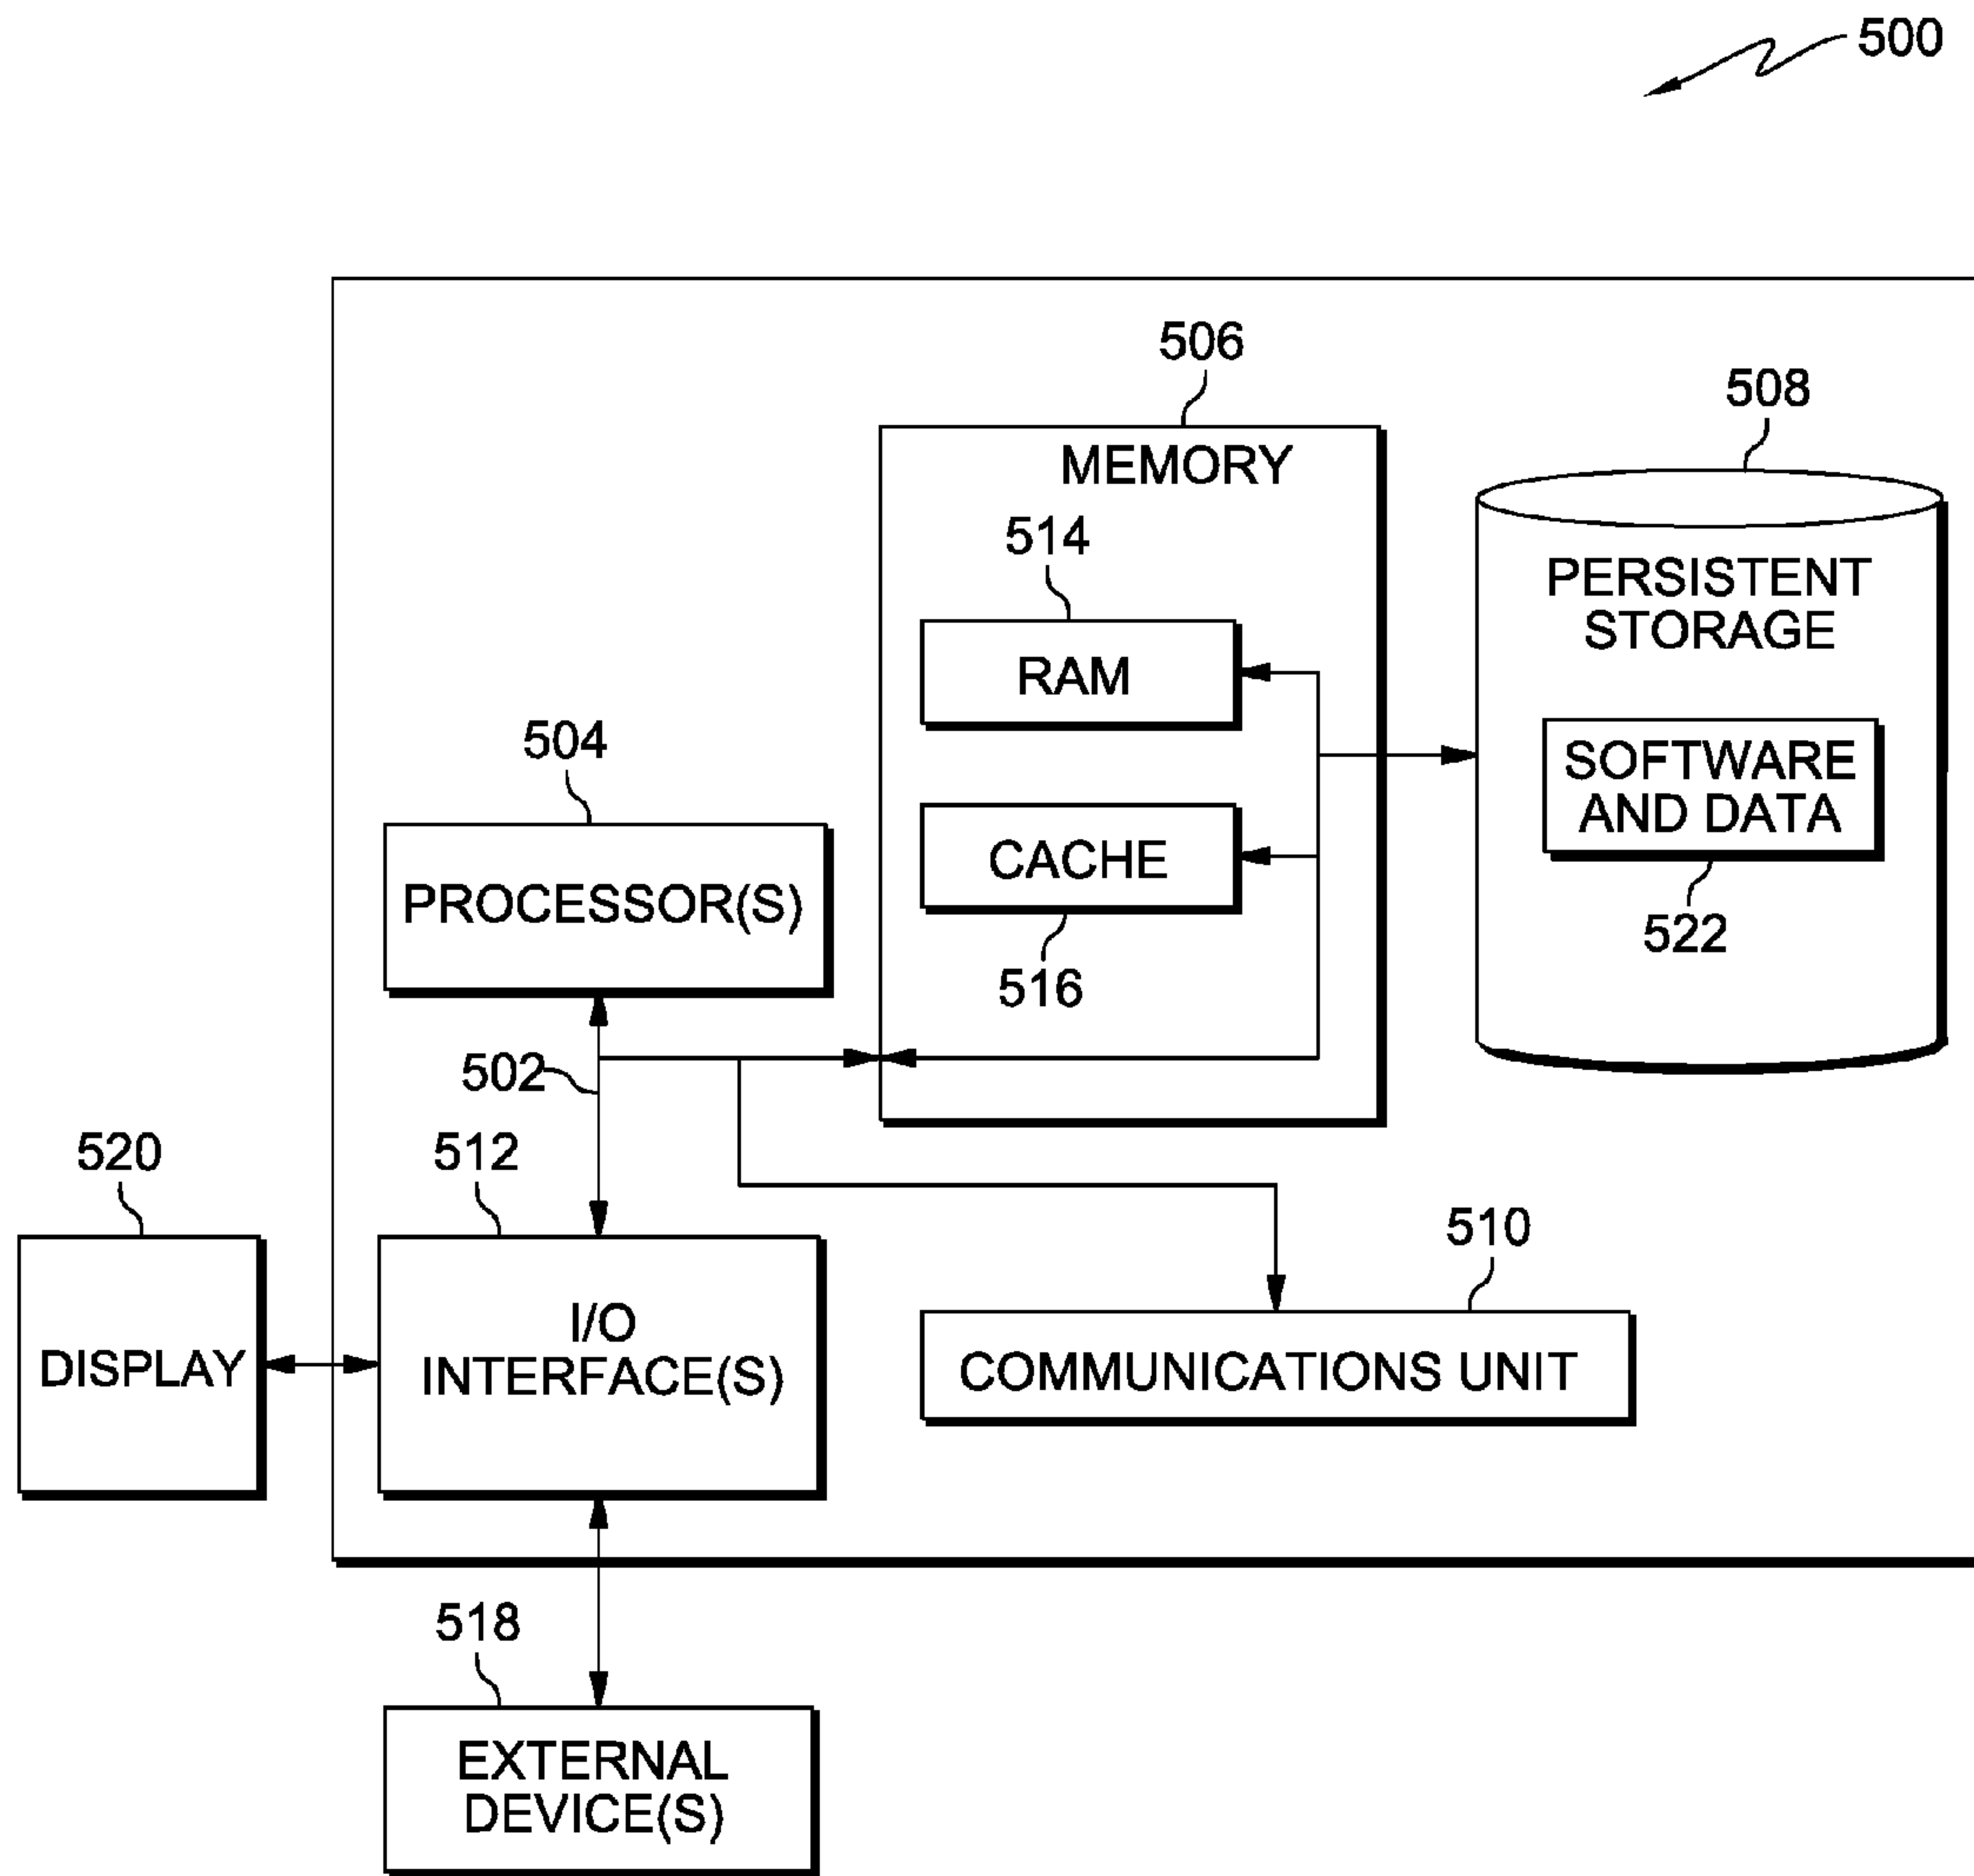 500
506
MEMORY
508
514
PERSISTENT
STORAGE
RAM
504
SOFTWARE
AND DATA
CACHE
PROCESSOR(S)
522
516
502
520
512
510
I/O
INTERFACE(S)
DISPLAY
COMMUNICATIONS UNIT
518
EXTERNAL
DEVICE(S)